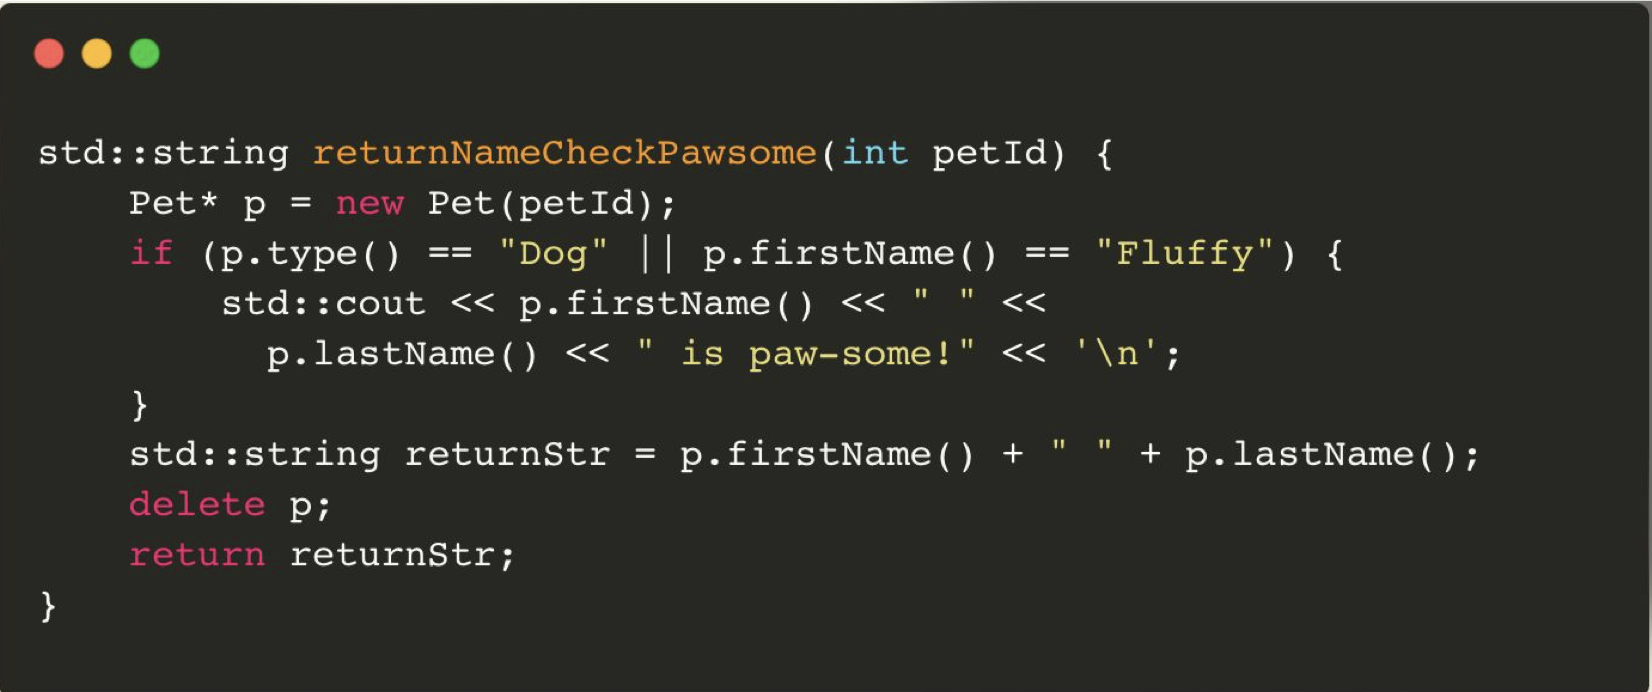 std::string returnNameCheckPawsome(int petId) {
    Pet* p = new Pet(petId);
    if (p.type() == "Dog" || p.firstName() == "Fluffy") {
        std::cout << p.firstName() << " " <<
          p.lastName() << " is paw-some!" << '\n';
    }
    std::string returnStr = p.firstName() + " " + p.lastName();
    delete p;
    return returnStr;
}